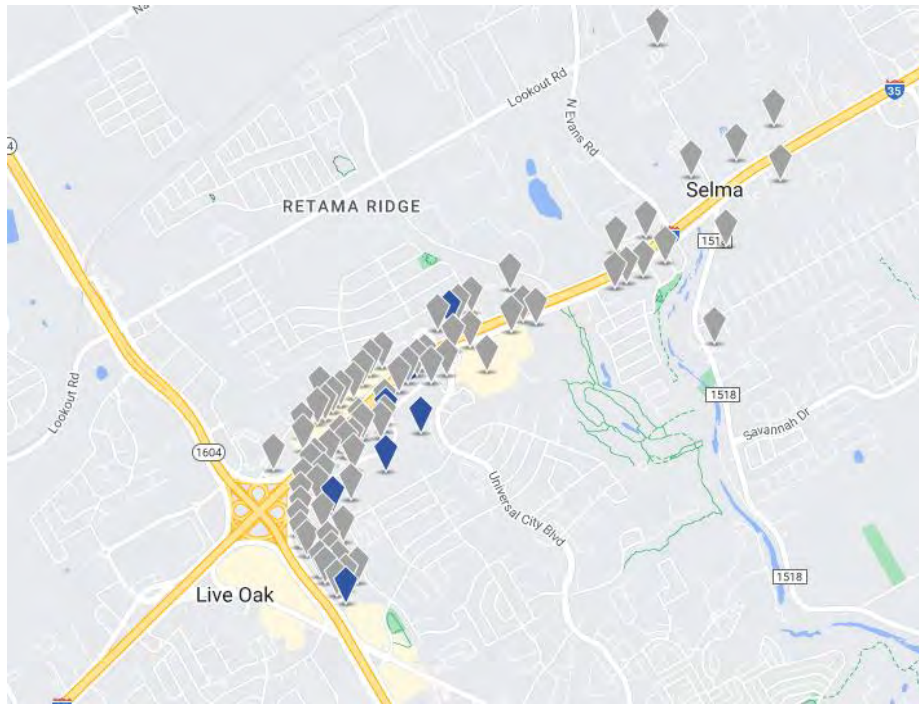 Lookout Rd
N Evans Rd
35
4
Selma
RETAMA RIDGE
1518
Lookout Rd
1518
Savannah Dr
1604
Universal City Blvd
1518
Live Oak